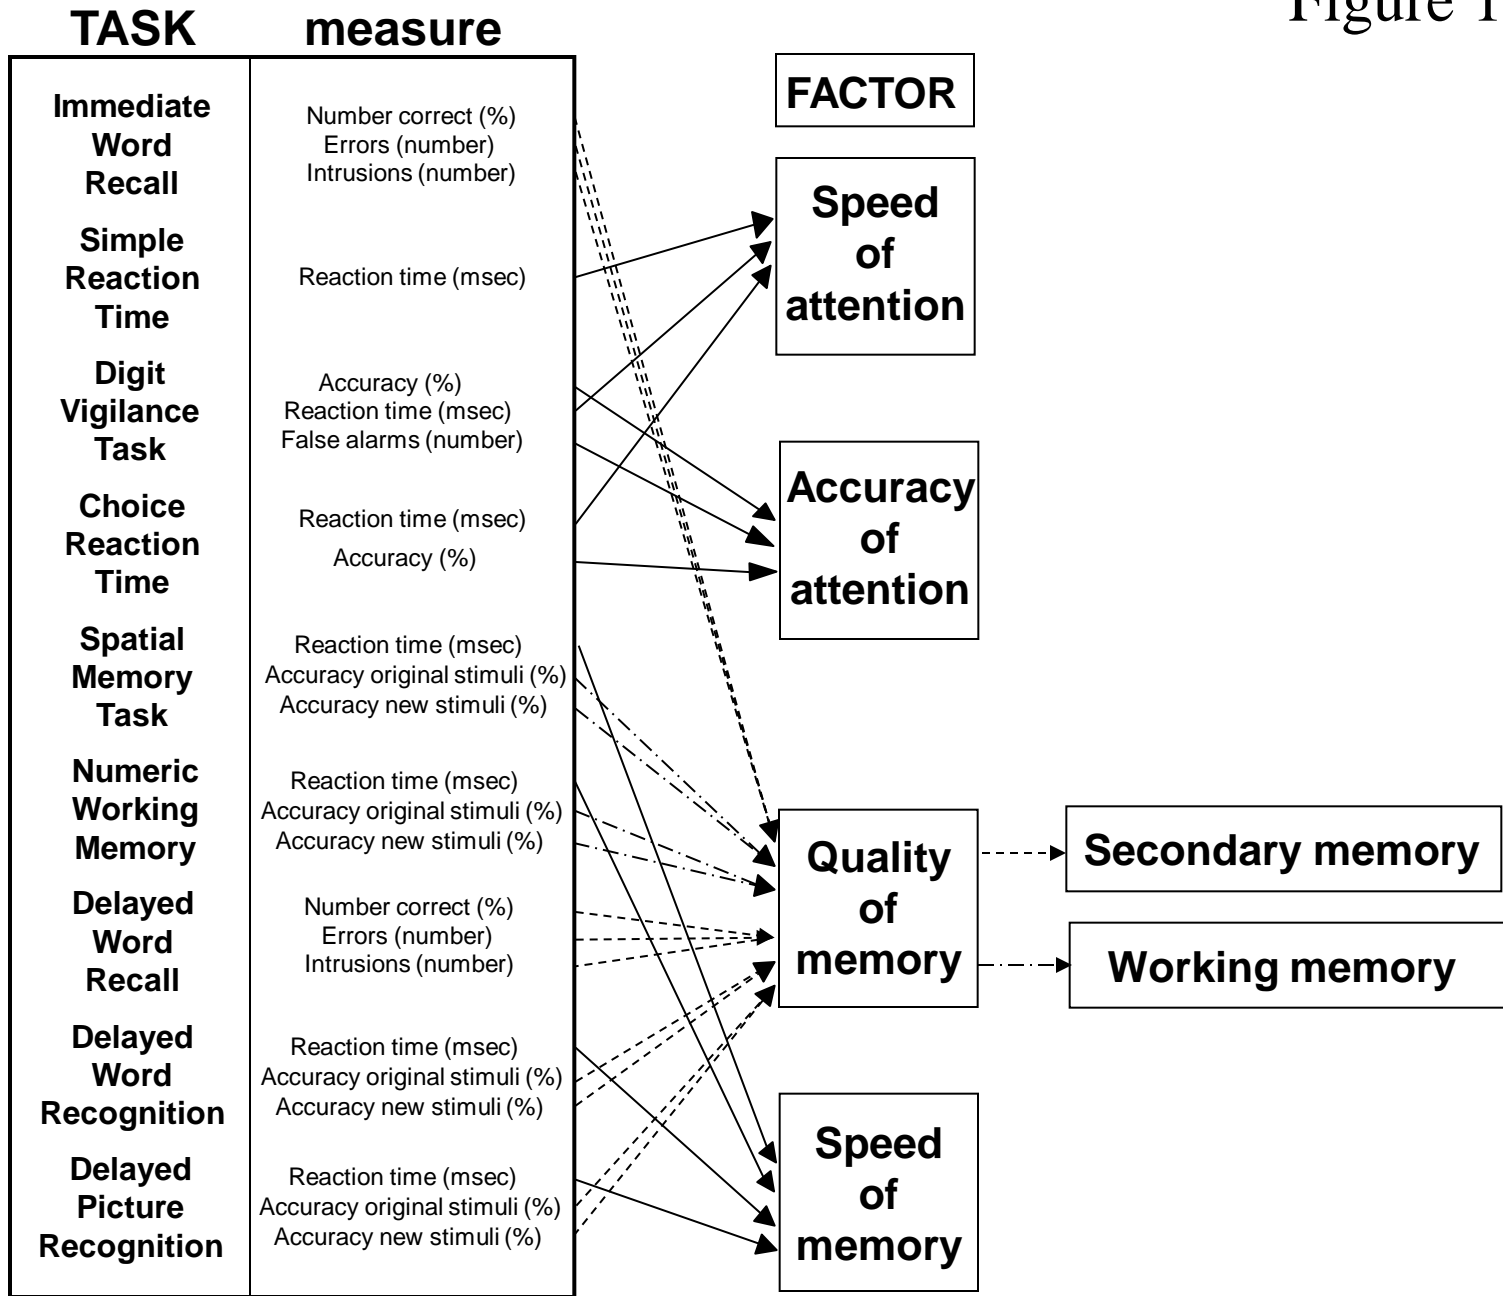 Figure 1
TASK
measure
Immediate
Word
Recall
Number correct (%)
Errors (number)
Intrusions (number)
Simple
Reaction
Time
Reaction time (msec)
Digit
Vigilance
Task
Accuracy (%)
Reaction time (msec)
False alarms (number)
Choice
Reaction
Time
Reaction time (msec)
Accuracy (%)
Spatial
Memory
Task
Reaction time (msec)
Accuracy original stimuli (%)
Accuracy new stimuli (%)
Numeric
Working
Memory
Reaction time (msec)
Accuracy original stimuli (%)
Accuracy new stimuli (%)
Delayed
Word
Recall
Number correct (%)
Errors (number)
Intrusions (number)
Delayed
Word
Recognition
Reaction time (msec)
Accuracy original stimuli (%)
Accuracy new stimuli (%)
Delayed
Picture
Recognition
Reaction time (msec)
Accuracy original stimuli (%)
Accuracy new stimuli (%)
FACTOR
Speed
of
attention
Accuracy
of
attention
Quality
of
memory
Speed
of
memory
Secondary memory
Working memory